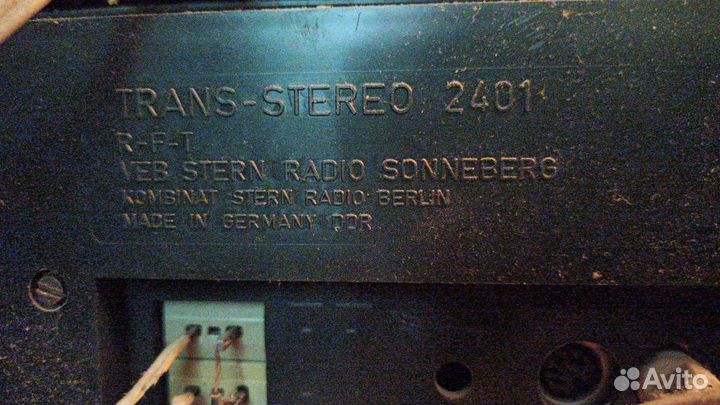 TRANS-STEREO 2401
R-F-T
VEB STERN RADIO SONNEBERG
KOMBINAT STERN RADIO BERLIN
MADE IN GERMANY DDR
Avito